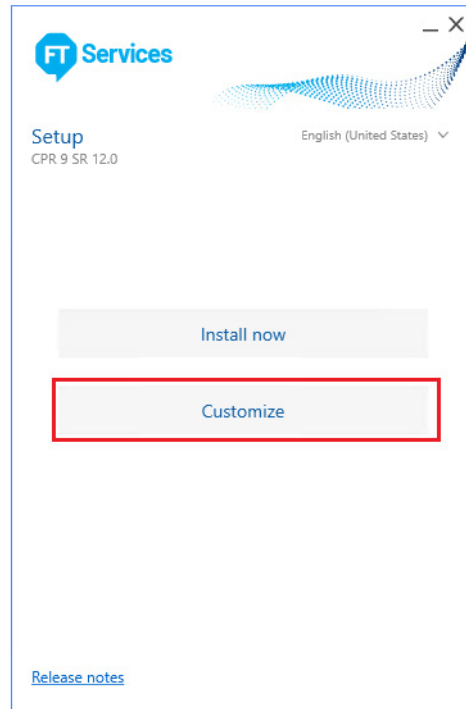 FT Services
Setup
English (United States)
CPR 9 SR 12.0
Install now
Customize
Release notes